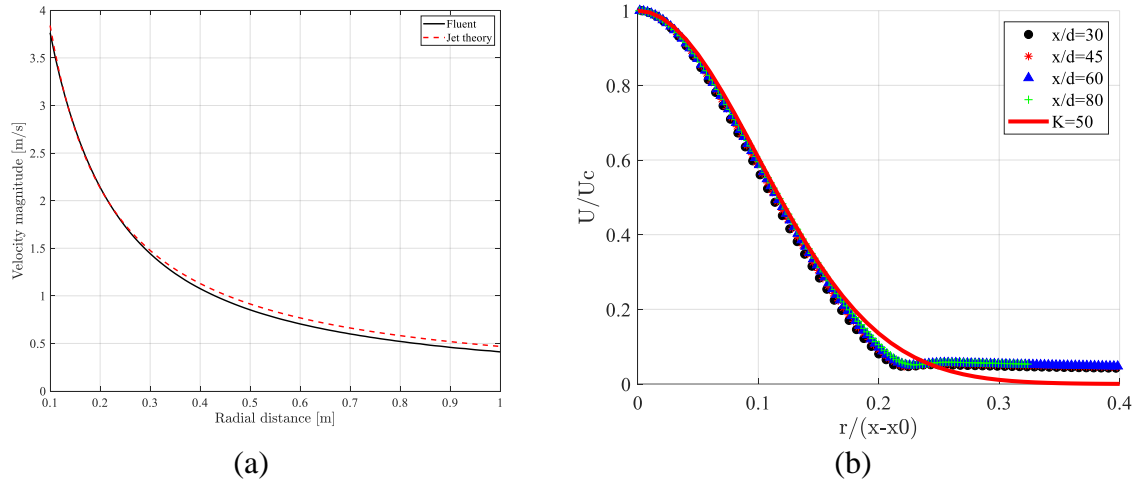 Fluent
Jet theory
Velocity magnitude [m/s]
4
3.5
3
2.5
2
1.5
1
0.5
0
0.1 0.2 0.3 0.4 0.5 0.6 0.7 0.8 0.9 1
Radial distance [m]
(a)
x/d=30
x/d=45
x/d=60
x/d=80
K=50
U/Uc
1
0.8
0.6
0.4
0.2
0
0 0.1 0.2 0.3 0.4
r/(x-x0)
(b)